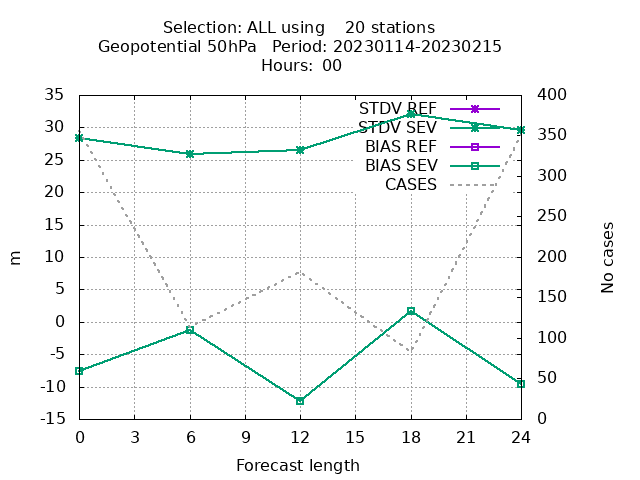 Selection: ALL using    20 stations
Geopotential 50hPa   Period: 20230114-20230215
Hours: 00
STDV REF
STDV SEV
BIAS REF
BIAS SEV
CASES
35
30
25
20
15
10
5
0
-5
-10
-15
400
350
300
250
200
150
100
50
0
m
No cases
0 3 6 9 12 15 18 21 24
Forecast length